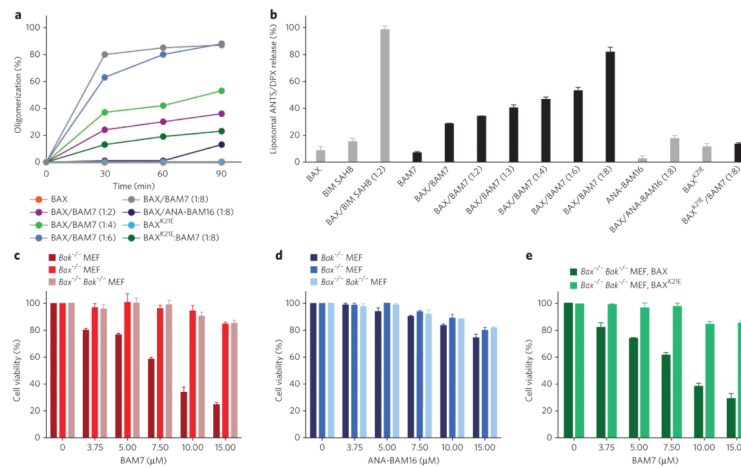 a
Oligomerization (%)
100
80
60
40
20
0
0 30 60 90
Time (min)
BAX
BAX/BAM7 (1:2)
BAX/BAM7 (1:4)
BAX/BAM7 (1:6)
BAX/BAM7 (1:8)
BAX/ANA-BAM16 (1:8)
BAXK21E
BAXK21E:BAM7 (1:8)
b
Liposomal ANTS/DPX release (%)
100
80
60
40
20
0
BAX
BIM SAHB
BAX/BIM SAHB (1:2)
BAM7
BAX/BAM7
BAX/BAM7 (1:2)
BAX/BAM7 (1:3)
BAX/BAM7 (1:4)
BAX/BAM7 (1:6)
BAX/BAM7 (1:8)
ANA-BAM16
BAX/ANA-BAM16 (1:8)
BAXK21E
BAXK21E/BAM7 (1:8)
c
Bak-/- MEF
Bax-/- MEF
Bax-/- Bak-/- MEF
Cell viability (%)
100
80
60
40
20
0
0 3.75 5.00 7.50 10.00 15.00
BAM7 (μM)
d
Bak-/- MEF
Bax-/- MEF
Bax-/- Bak-/- MEF
Cell viability (%)
100
80
60
40
20
0
0 3.75 5.00 7.50 10.00 15.00
ANA-BAM16 (μM)
e
Bax-/- Bak-/- MEF, BAX
Bax-/- Bak-/- MEF, BAXK21E
Cell viability (%)
100
80
60
40
20
0
0 3.75 5.00 7.50 10.00 15.00
BAM7 (μM)